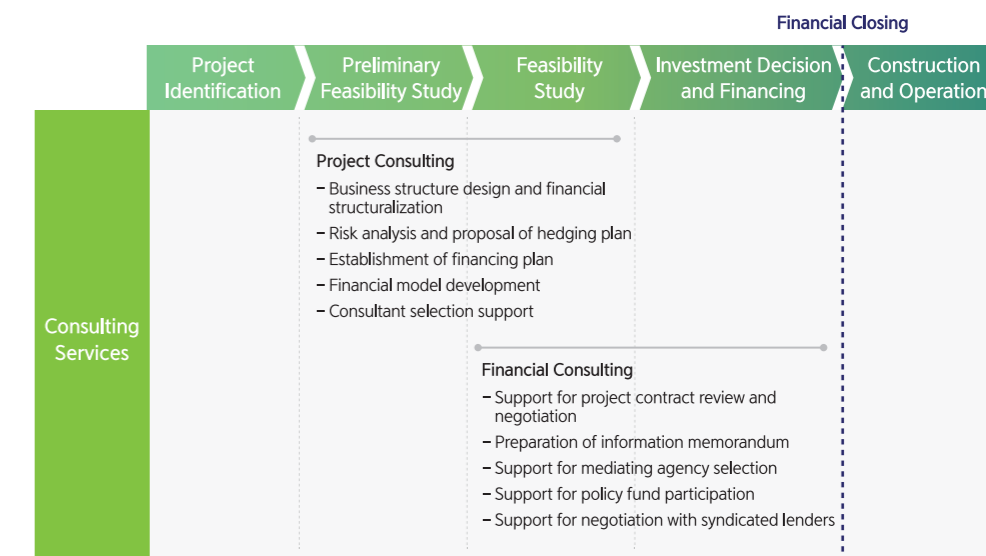 Financial Closing
Project
Identification
Preliminary
Feasibility Study
Feasibility
Study
Investment Decision
and Financing
Construction
and Operation
Consulting
Services
Project Consulting
– Business structure design and financial
structuralization
– Risk analysis and proposal of hedging plan
– Establishment of financing plan
– Financial model development
– Consultant selection support
Financial Consulting
– Support for project contract review and
negotiation
– Preparation of information memorandum
– Support for mediating agency selection
– Support for policy fund participation
– Support for negotiation with syndicated lenders